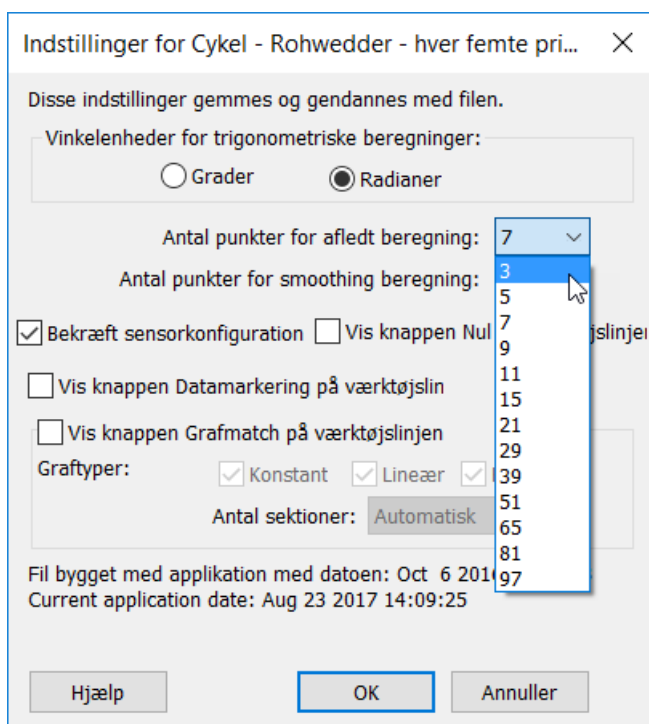 Indstillinger for Cykel - Rohwedder - hver femte pri...
Disse indstillinger gemmes og gendannes med filen.
Vinkelenheder for trigonometriske beregninger:
Grader Radianer
Antal punkter for afledt beregning: 7
Antal punkter for smoothing beregning:
3
5
7
9
11
15
21
29
39
51
65
81
97
Bekræft sensorkonfiguration Vis knappen Nul
Vis knappen Datamarkering på værktøjslin
Vis knappen Grafmatch på værktøjslinjen
Graftyper: Konstant Lineær
Antal sektioner: Automatisk
Fil bygget med applikation med datoen: Oct 6 201
Current application date: Aug 23 2017 14:09:25
Hjælp OK Annuller